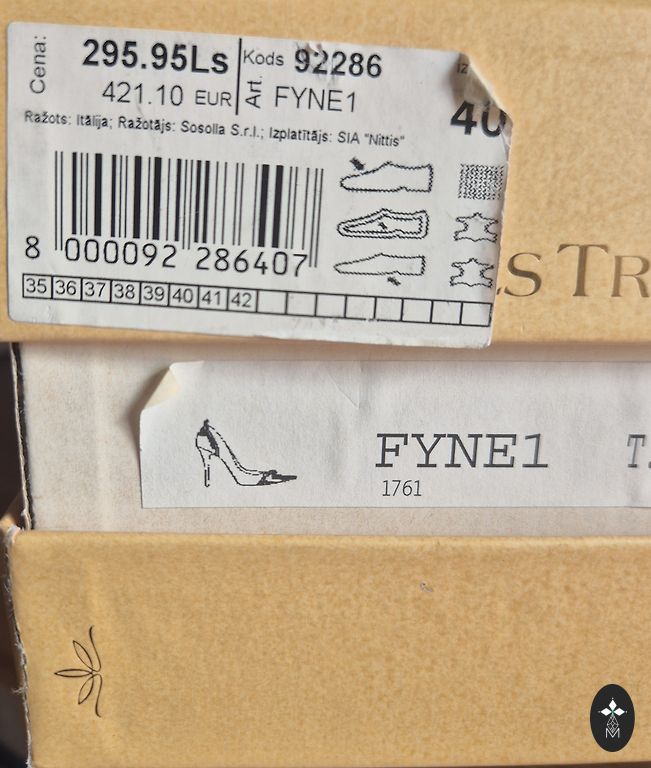 Cena: 295.95Ls Kods 92286
421.10 EUR Art. FYNE1
40
Ražots: Itālija; Ražotājs: Sosolla S.r.l.; Izplatītājs: SIA "Nittis"
8 000092 286407
35 36 37 38 39 40 41 42
FYNE1
1761
M